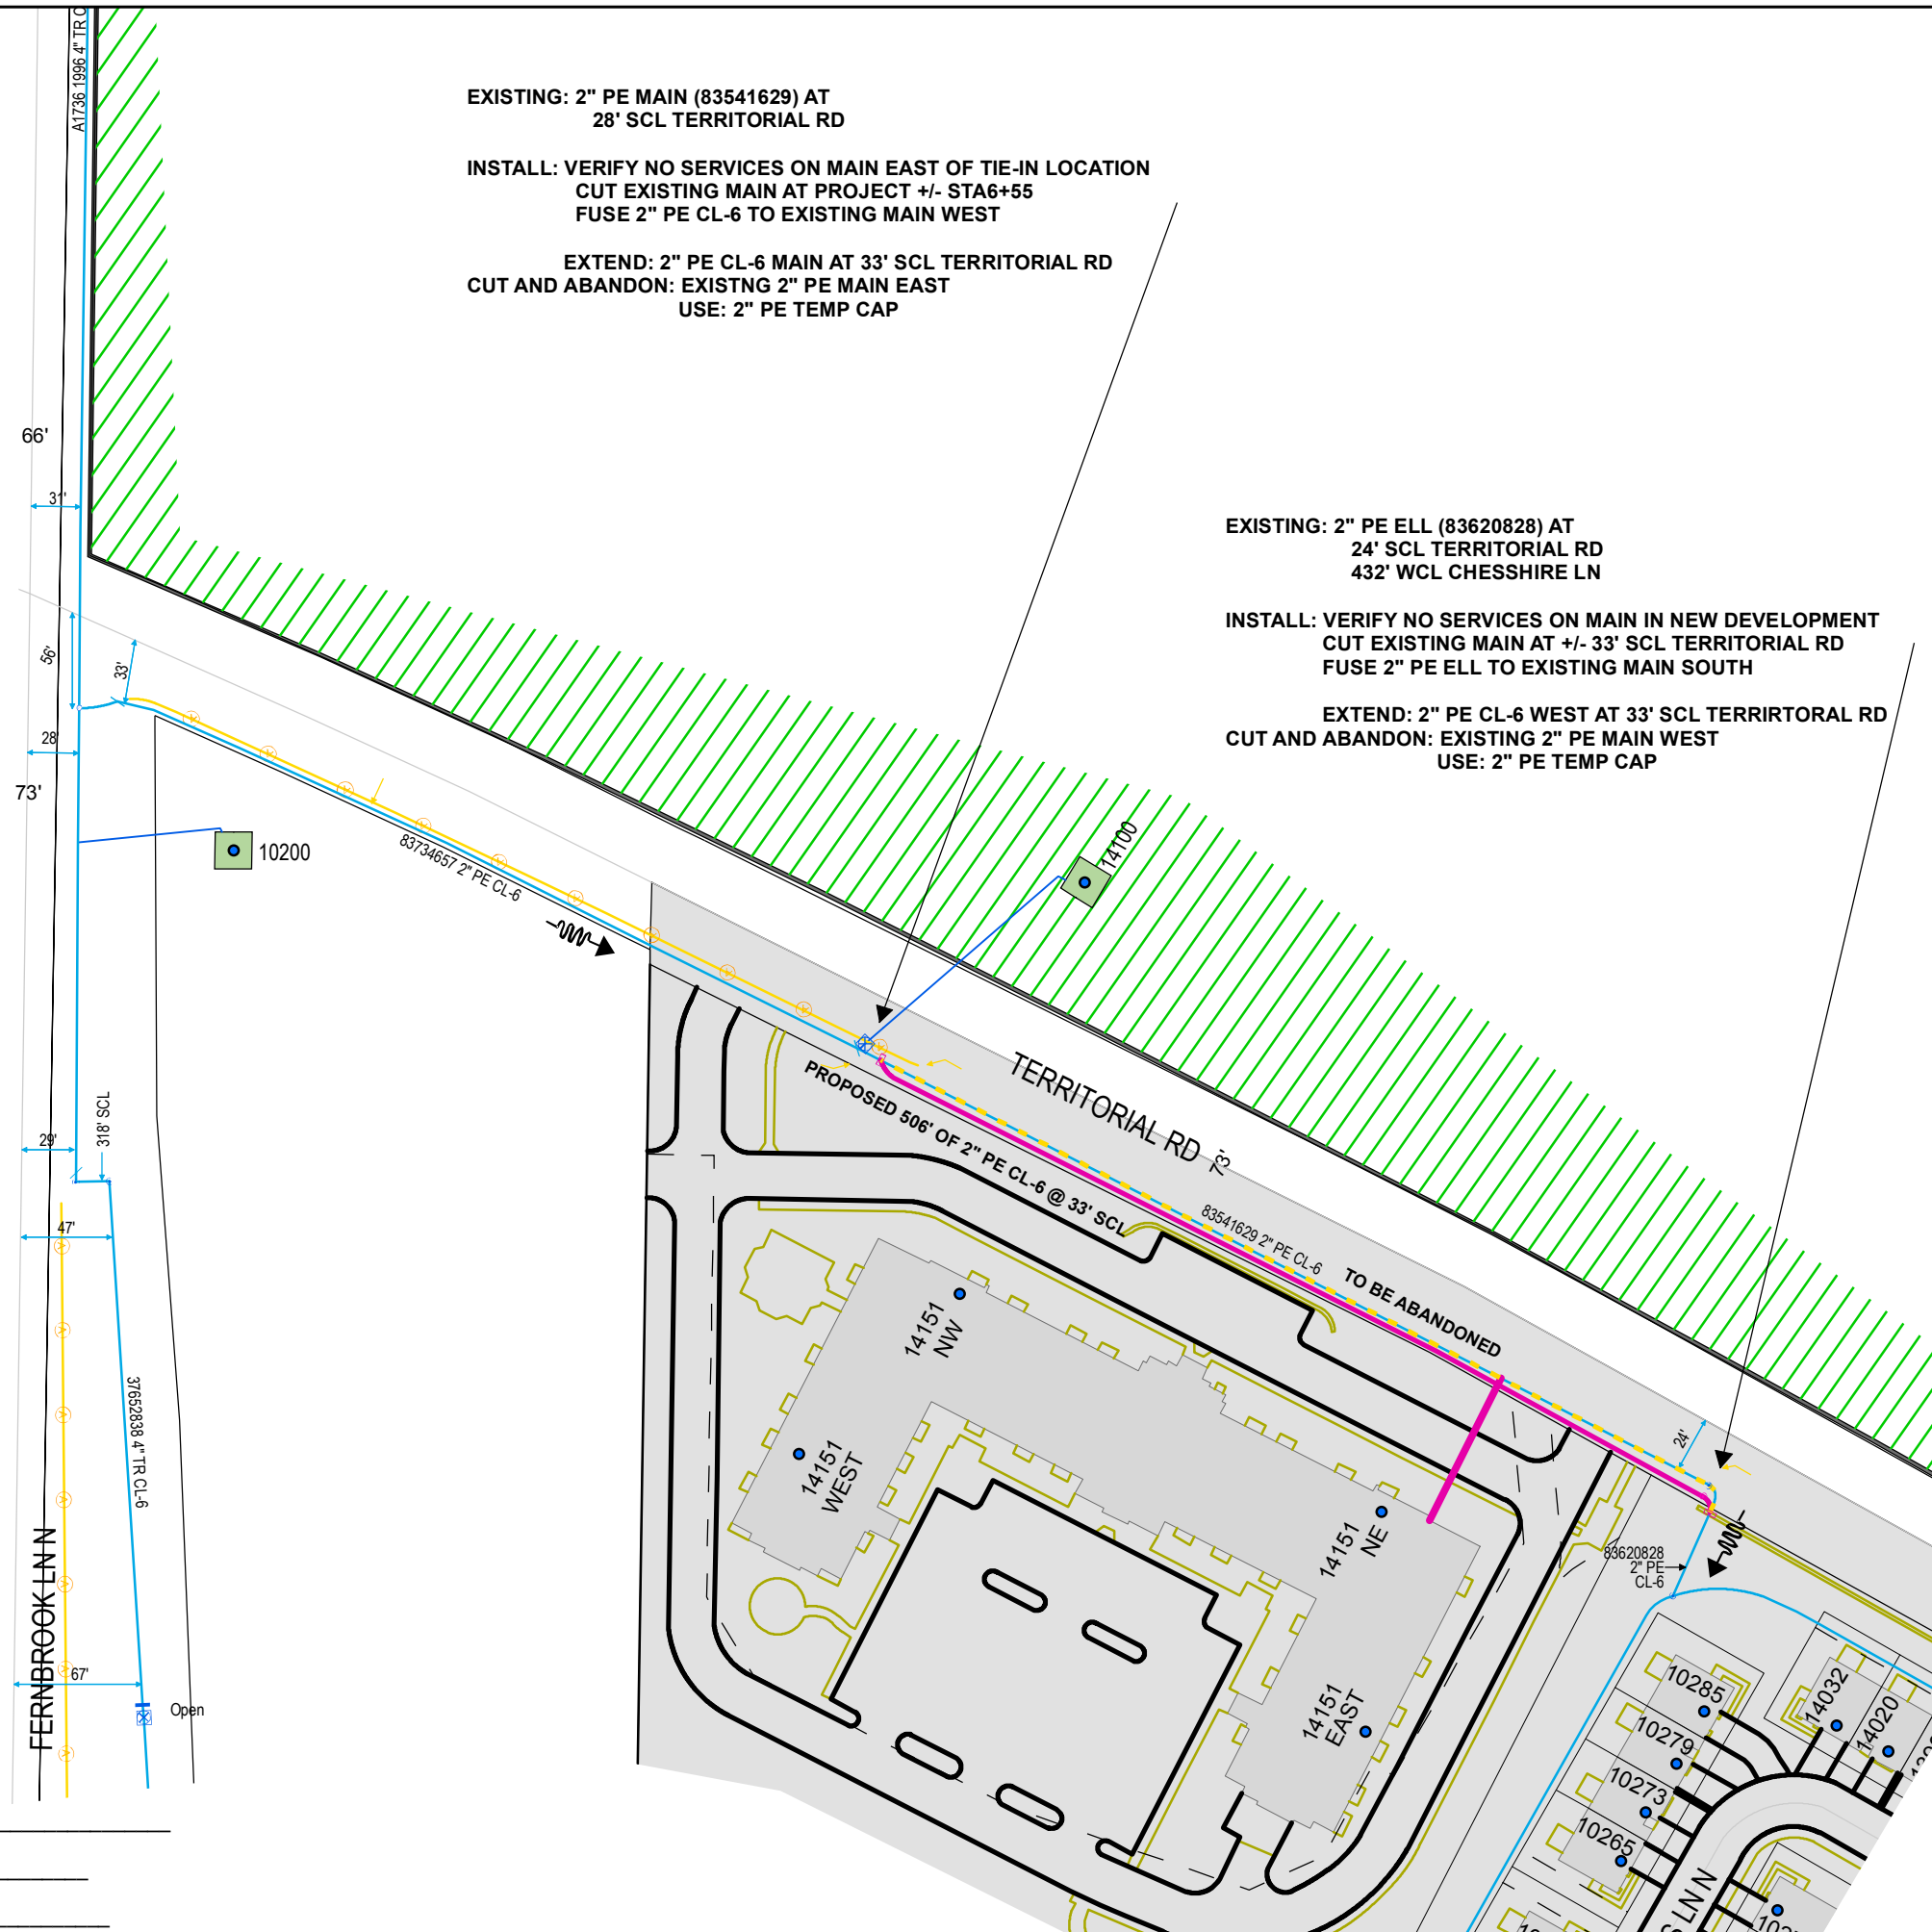 A1736 1996 4" TR C
EXISTING: 2" PE MAIN (83541629) AT
28' SCL TERRITORIAL RD
INSTALL: VERIFY NO SERVICES ON MAIN EAST OF TIE-IN LOCATION
CUT EXISTING MAIN AT PROJECT +/- STA6+55
FUSE 2" PE CL-6 TO EXISTING MAIN WEST
EXTEND: 2" PE CL-6 MAIN AT 33' SCL TERRITORIAL RD
CUT AND ABANDON: EXISTNG 2" PE MAIN EAST
USE: 2" PE TEMP CAP
66'
31'
EXISTING: 2" PE ELL (83620828) AT
24' SCL TERRITORIAL RD
432' WCL CHESSHIRE LN
INSTALL: VERIFY NO SERVICES ON MAIN IN NEW DEVELOPMENT
CUT EXISTING MAIN AT +/- 33' SCL TERRITORIAL RD
FUSE 2" PE ELL TO EXISTING MAIN SOUTH
EXTEND: 2" PE CL-6 WEST AT 33' SCL TERRIRTORAL RD
CUT AND ABANDON: EXISTING 2" PE MAIN WEST
USE: 2" PE TEMP CAP
56'
33'
28'
73'
10200
83734657 2" PE CL-6
14100
TERRITORIAL RD
73'
PROPOSED 506' OF 2" PE CL-6 @ 33' SCL
83541629 2" PE CL-6
TO BE ABANDONED
318' SCL
29'
47'
37652838 4" TR CL-6
FERNBROOK LN N
67'
Open
14151
NW
14151
WEST
14151
NE
14151
EAST
24'
83620828
2" PE
CL-6
10285
10279
10273
10265
14032
14020
LN N